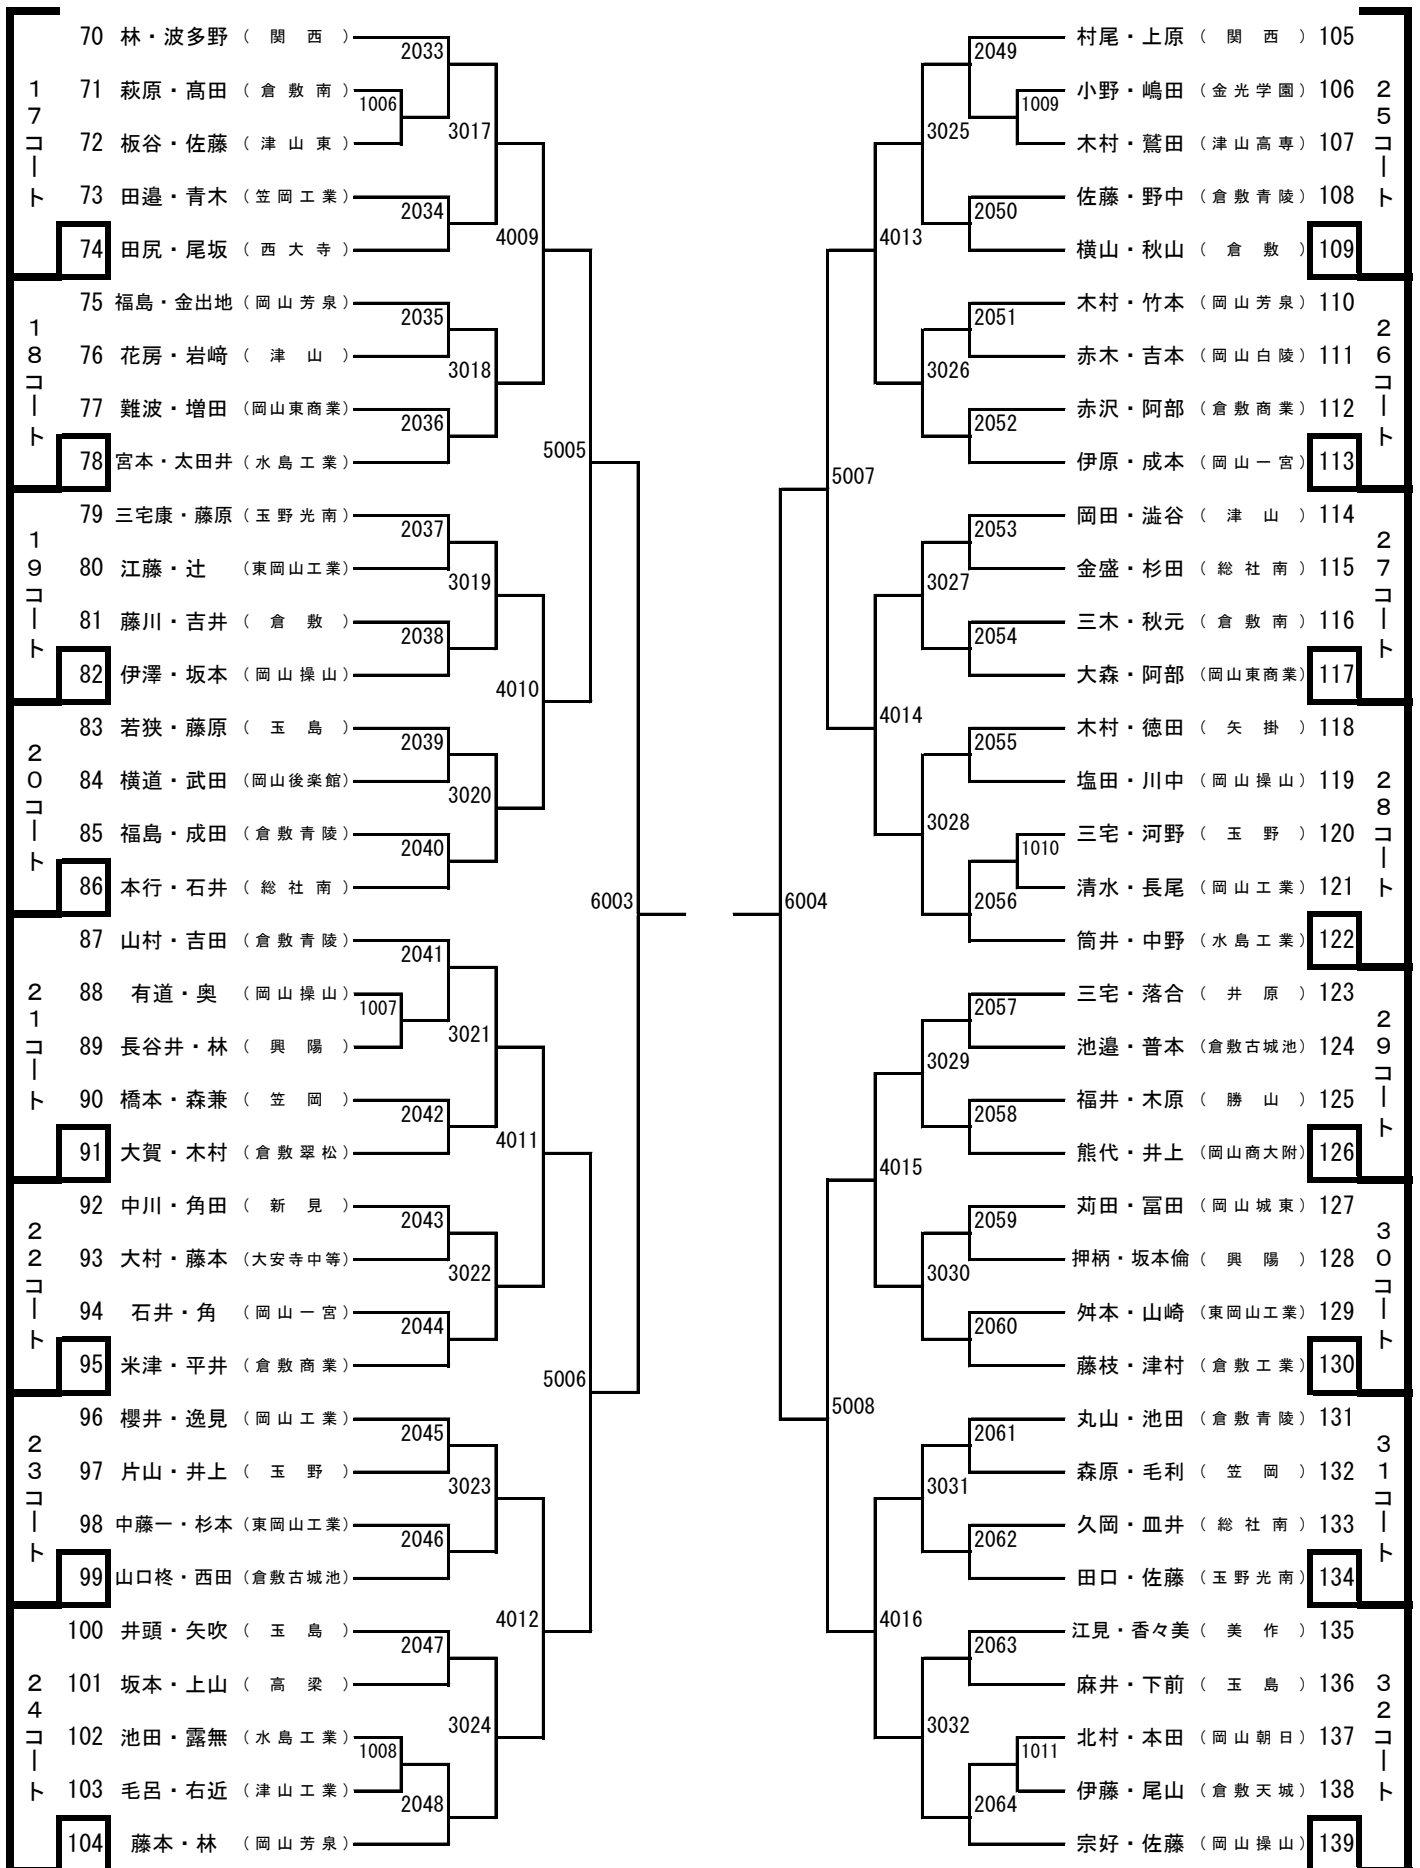 17コート
70 林・波多野 （ 関 西 ）
71 萩原・髙田 （ 倉 敷 南 ）
72 板谷・佐藤 （ 津 山 東 ）
73 田邉・青木 （笠岡工業）
74 田尻・尾坂 （ 西 大 寺 ）
18コート
75 福島・金出地 （岡山芳泉）
76 花房・岩﨑 （ 津 山 ）
77 難波・増田 （岡山東商業）
78 宮本・太田井 （水島工業）
19コート
79 三宅康・藤原 （玉野光南）
80 江藤・辻 （東岡山工業）
81 藤川・吉井 （ 倉 敷 ）
82 伊澤・坂本 （岡山操山）
20コート
83 若狭・藤原 （ 玉 島 ）
84 横道・武田 （岡山後楽館）
85 福島・成田 （倉敷青陵）
86 本行・石井 （ 総 社 南 ）
21コート
87 山村・吉田 （倉敷青陵）
88 有道・奥 （岡山操山）
89 長谷井・林 （ 興 陽 ）
90 橋本・森兼 （ 笠 岡 ）
91 大賀・木村 （倉敷翠松）
22コート
92 中川・角田 （ 新 見 ）
93 大村・藤本 （大安寺中等）
94 石井・角 （岡山一宮）
95 米津・平井 （倉敷商業）
23コート
96 櫻井・逸見 （岡山工業）
97 片山・井上 （ 玉 野 ）
98 中藤一・杉本 （東岡山工業）
99 山口柊・西田 （倉敷古城池）
24コート
100 井頭・矢吹 （ 玉 島 ）
101 坂本・上山 （ 高 梁 ）
102 池田・露無 （水島工業）
103 毛呂・右近 （津山工業）
104 藤本・林 （岡山芳泉）
1006
1007
1008
2033
2034
2035
2036
2037
2038
2039
2040
2041
2042
2043
2044
2045
2046
2047
2048
3017
3018
3019
3020
3021
3022
3023
3024
4009
4010
4011
4012
5005
5006
6003
6004
5007
5008
4013
4014
4015
4016
3025
3026
3027
3028
3029
3030
3031
3032
2049
2050
2051
2052
2053
2054
2055
2056
2057
2058
2059
2060
2061
2062
2063
2064
1009
1010
1011
村尾・上原 （ 関 西 ） 105
小野・嶋田 （金光学園） 106
木村・鷲田 （津山高専） 107
佐藤・野中 （倉敷青陵） 108
横山・秋山 （ 倉 敷 ） 109
25コート
木村・竹本 （岡山芳泉） 110
赤木・吉本 （岡山白陵） 111
赤沢・阿部 （倉敷商業） 112
伊原・成本 （岡山一宮） 113
26コート
岡田・澁谷 （ 津 山 ） 114
金盛・杉田 （ 総 社 南 ） 115
三木・秋元 （ 倉 敷 南 ） 116
大森・阿部 （岡山東商業） 117
27コート
木村・徳田 （ 矢 掛 ） 118
塩田・川中 （岡山操山） 119
三宅・河野 （ 玉 野 ） 120
清水・長尾 （岡山工業） 121
筒井・中野 （水島工業） 122
28コート
三宅・落合 （ 井 原 ） 123
池邉・普本 （倉敷古城池） 124
福井・木原 （ 勝 山 ） 125
熊代・井上 （岡山商大附） 126
29コート
苅田・冨田 （岡山城東） 127
押柄・坂本倫 （ 興 陽 ） 128
舛本・山崎 （東岡山工業） 129
藤枝・津村 （倉敷工業） 130
30コート
丸山・池田 （倉敷青陵） 131
森原・毛利 （ 笠 岡 ） 132
久岡・皿井 （ 総 社 南 ） 133
田口・佐藤 （玉野光南） 134
31コート
江見・香々美 （ 美 作 ） 135
麻井・下前 （ 玉 島 ） 136
北村・本田 （岡山朝日） 137
伊藤・尾山 （倉敷天城） 138
宗好・佐藤 （岡山操山） 139
32コート